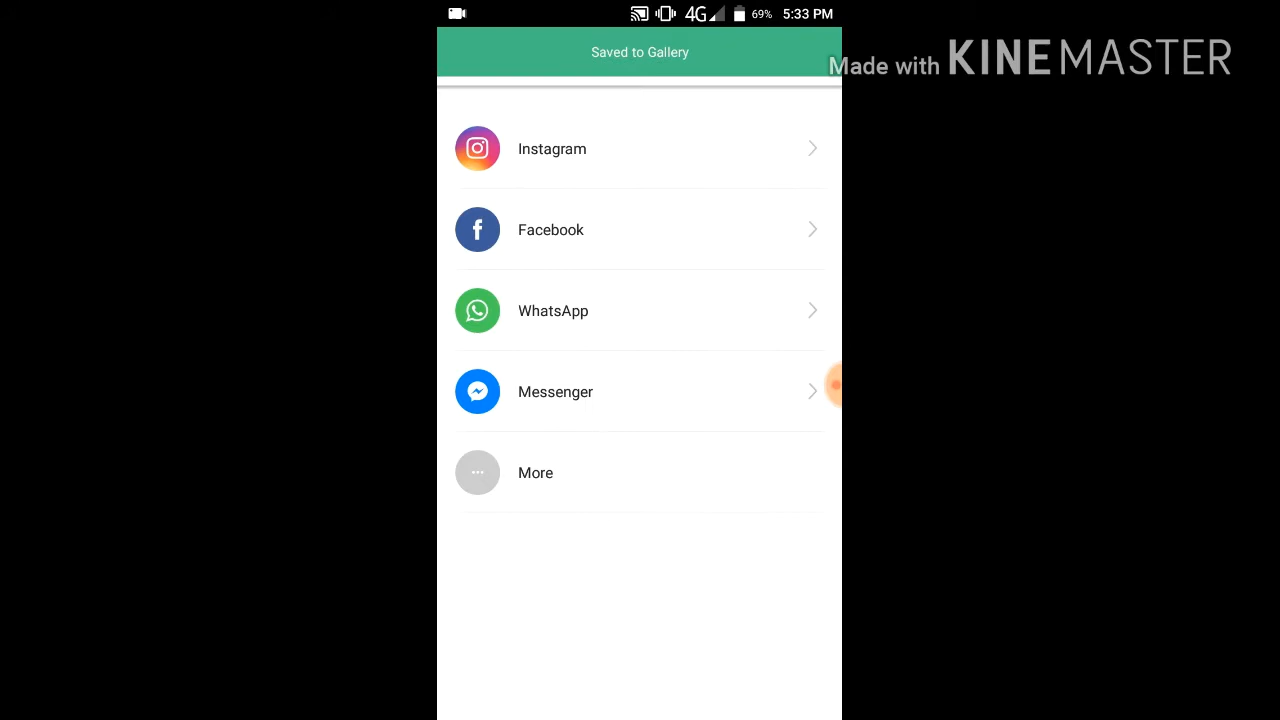 4G 69% 5:33 PM
Saved to Gallery
Made with KINEMASTER
Instagram
Facebook
WhatsApp
Messenger
More